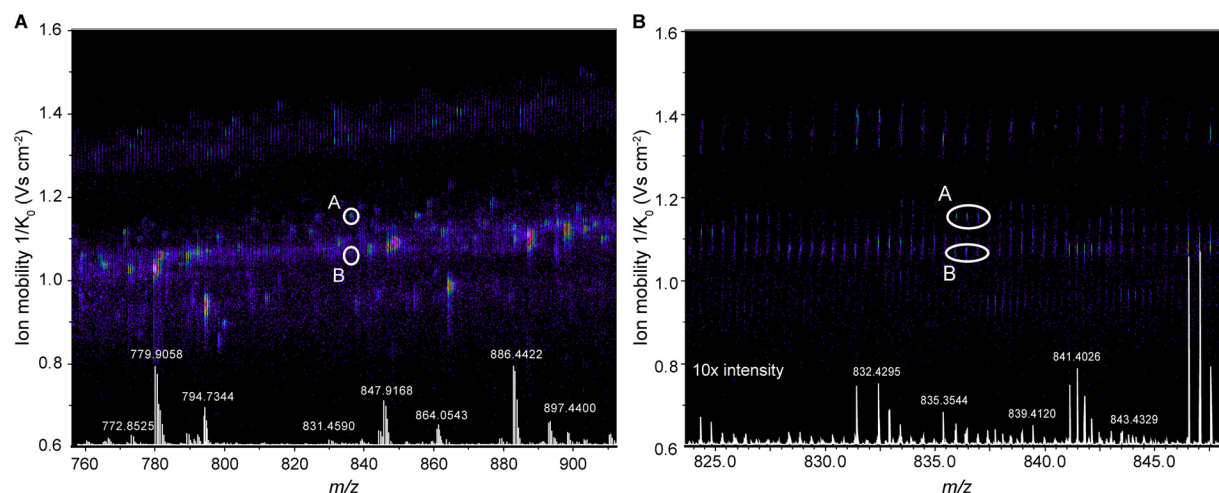 A
Ion mobility 1/K₀ (Vs cm⁻²)
1.6
1.4
1.2
1.0
0.8
0.6
A
B
779.9058
772.8525
794.7344
831.4590
847.9168
864.0543
886.4422
897.4400
760 780 800 820 840 860 880 900
m/z
B
Ion mobility 1/K₀ (Vs cm⁻²)
1.6
1.4
1.2
1.0
0.8
0.6
A
B
10x intensity
832.4295
835.3544
839.4120
841.4026
843.4329
825.0 830.0 835.0 840.0 845.0
m/z